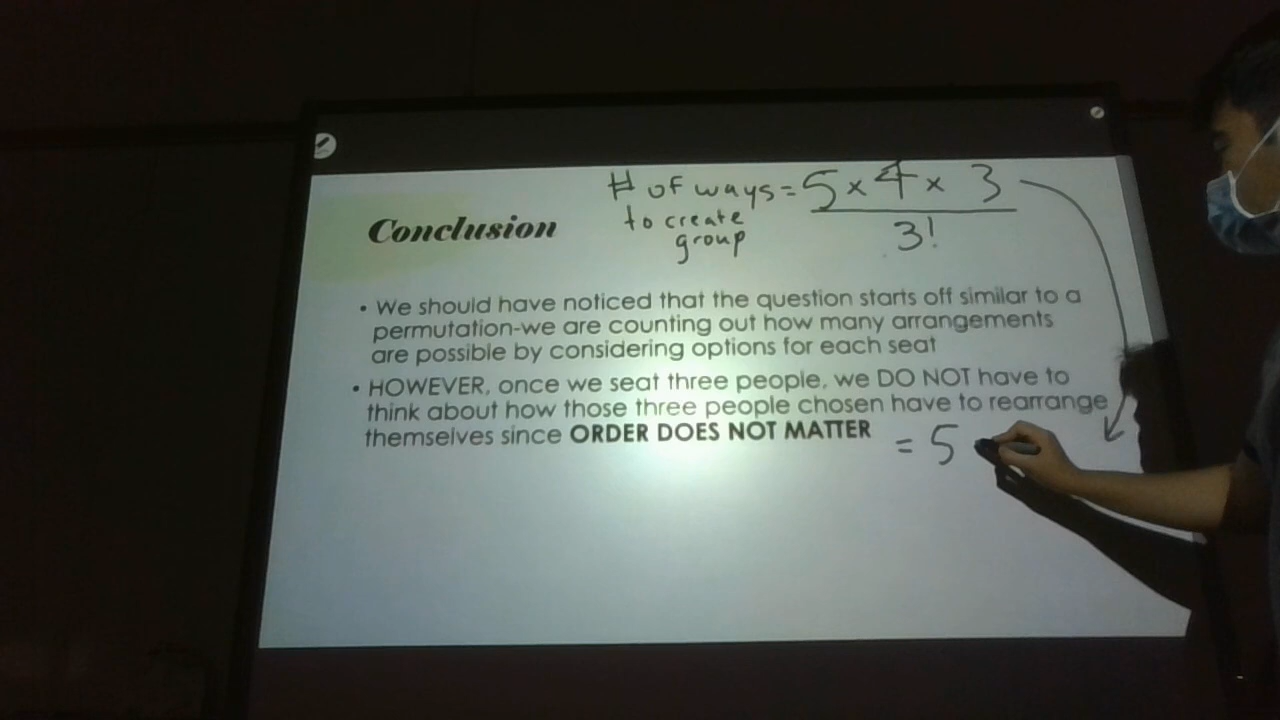 # of ways = 5 x 4 x 3
to create
group
3!
Conclusion
• We should have noticed that the question starts off similar to a
permutation-we are counting out how many arrangements
are possible by considering options for each seat
• HOWEVER, once we seat three people, we DO NOT have to
think about how those three people chosen have to rearrange
themselves since ORDER DOES NOT MATTER
= 5